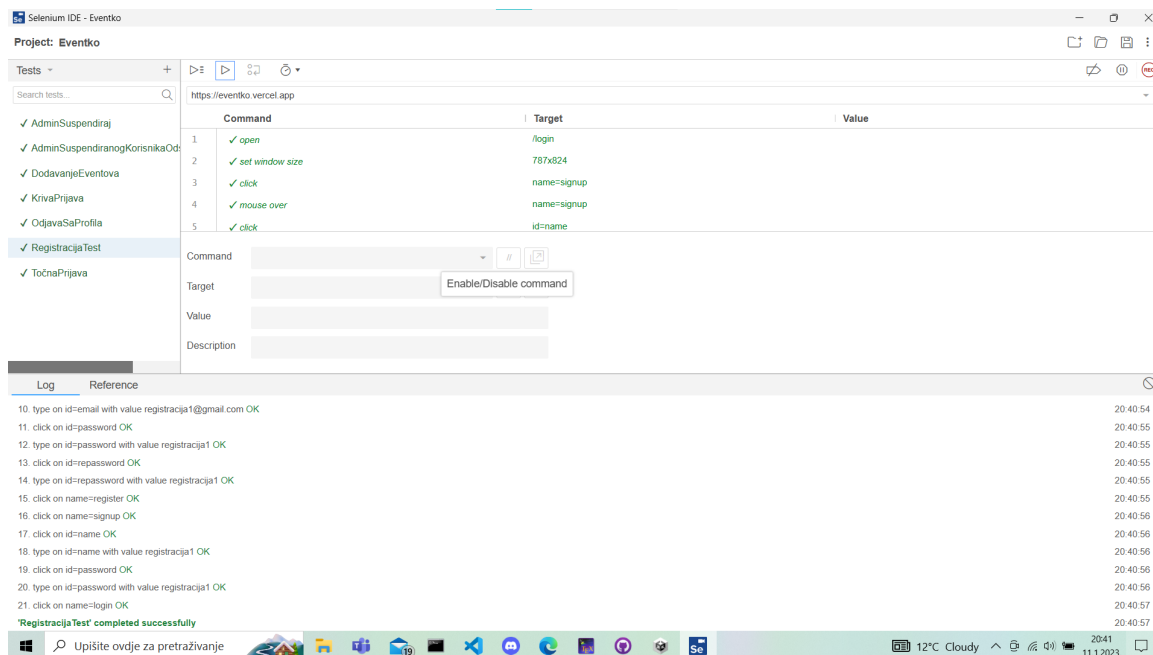 Selenium IDE - Eventko
Project: Eventko
Tests
Search tests...
https://eventko.vercel.app
Command Target Value
✓ AdminSuspendiraj
✓ AdminSuspendiranogKorisnikaOd
✓ DodavanjeEventova
✓ KrivaPrijava
✓ OdjavaSaProfila
✓ RegistracijaTest
✓ TočnaPrijava
1 ✓ open /login
2 ✓ set window size 787x824
3 ✓ click name=signup
4 ✓ mouse over name=signup
5 ✓ click id=name
Command //
Enable/Disable command
Target
Value
Description
Log Reference
10. type on id=email with value registracija1@gmail.com OK 20:40:54
11. click on id=password OK 20:40:55
12. type on id=password with value registracija1 OK 20:40:55
13. click on id=repassword OK 20:40:55
14. type on id=repassword with value registracija1 OK 20:40:55
15. click on name=register OK 20:40:55
16. click on name=signup OK 20:40:56
17. click on id=name OK 20:40:56
18. type on id=name with value registracija1 OK 20:40:56
19. click on id=password OK 20:40:56
20. type on id=password with value registracija1 OK 20:40:56
21. click on name=login OK 20:40:57
'RegistracijaTest' completed successfully 20:40:57
Upišite ovdje za pretraživanje
19
Se
12°C Cloudy
20:41
11.1.2023.
REC